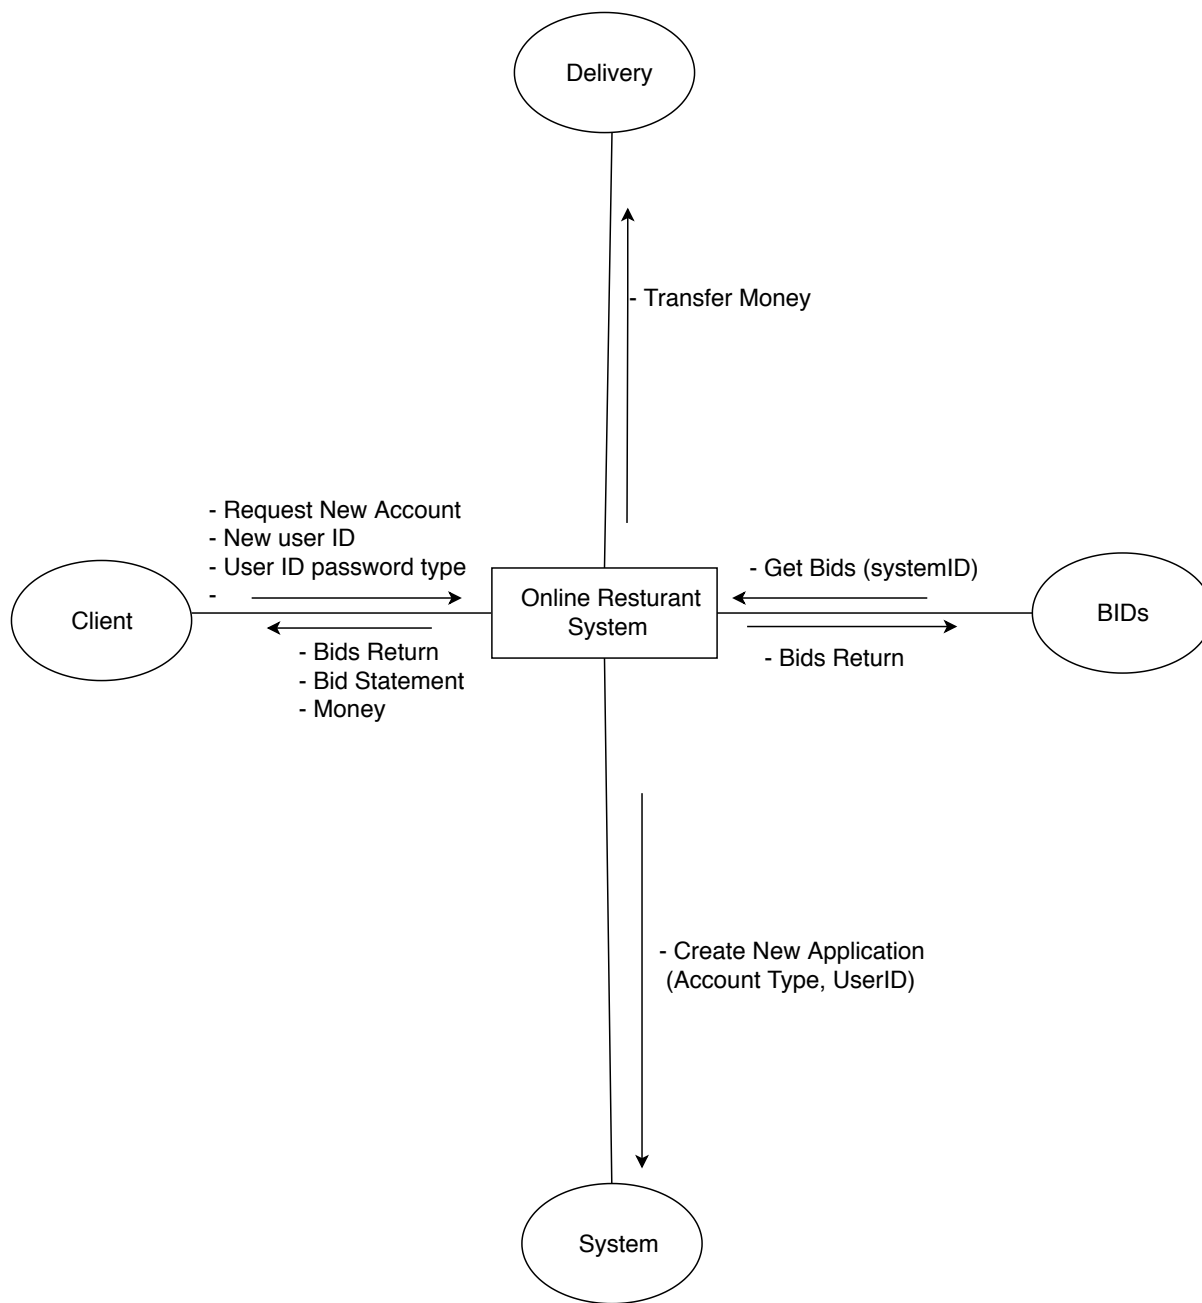 Delivery
- Transfer Money
- Request New Account
- New user ID
- User ID password type
-
- Get Bids (systemID)
Client
Online Resturant
System
BIDs
- Bids Return
- Bid Statement
- Money
- Bids Return
- Create New Application
(Account Type, UserID)
System